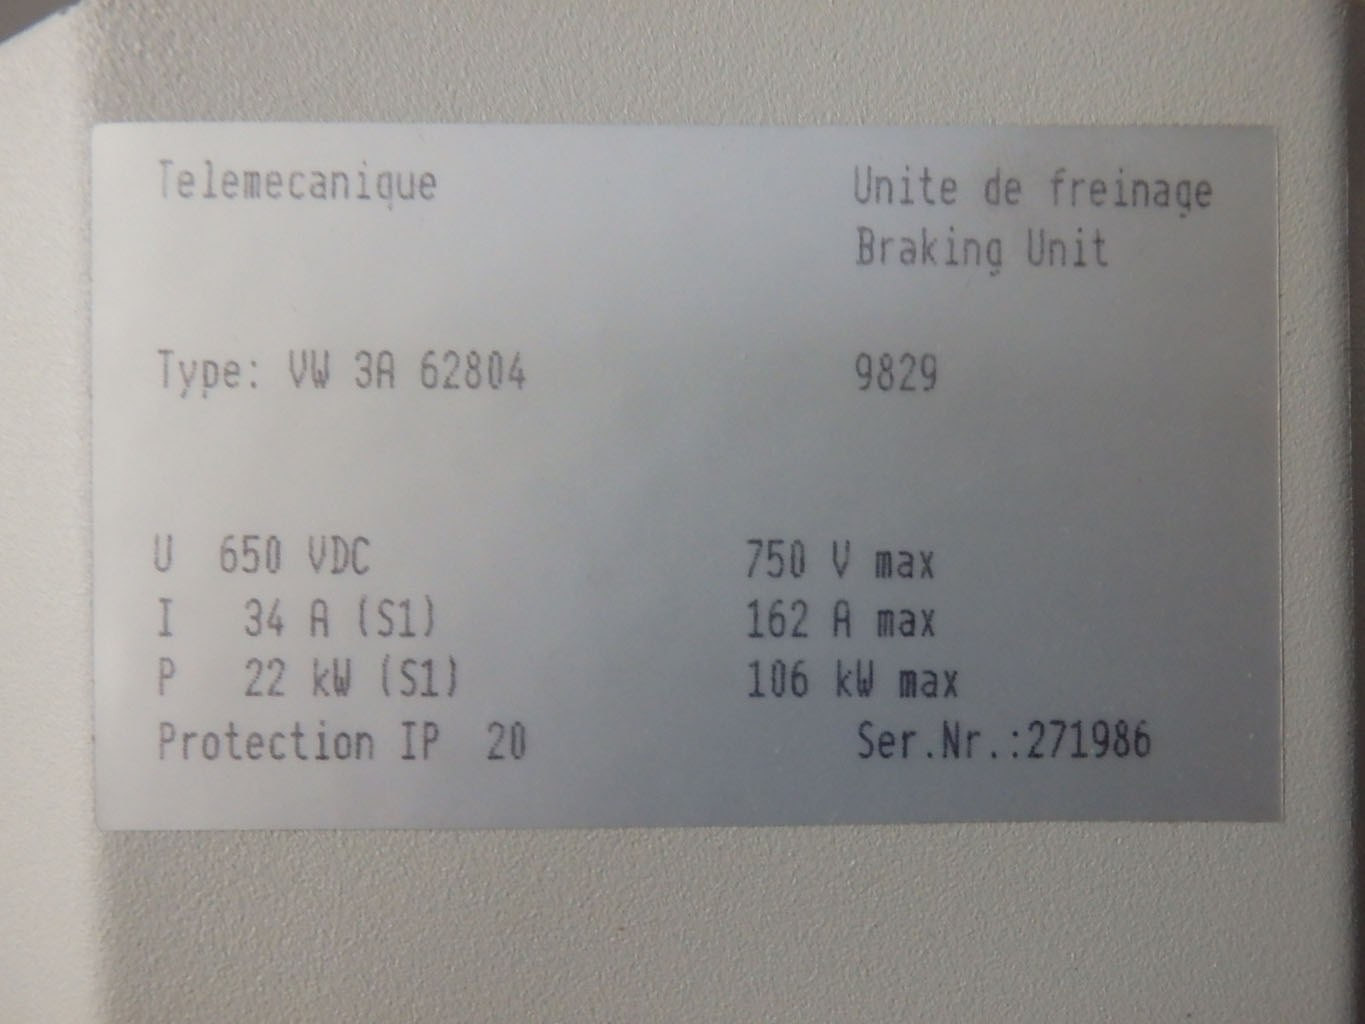 Telemecanique Unite de freinage
Braking Unit
Type: VW 3A 62804 9829
U 650 VDC 750 V max
I 34 A (S1) 162 A max
P 22 kW (S1) 106 kW max
Protection IP 20 Ser.Nr.:271986